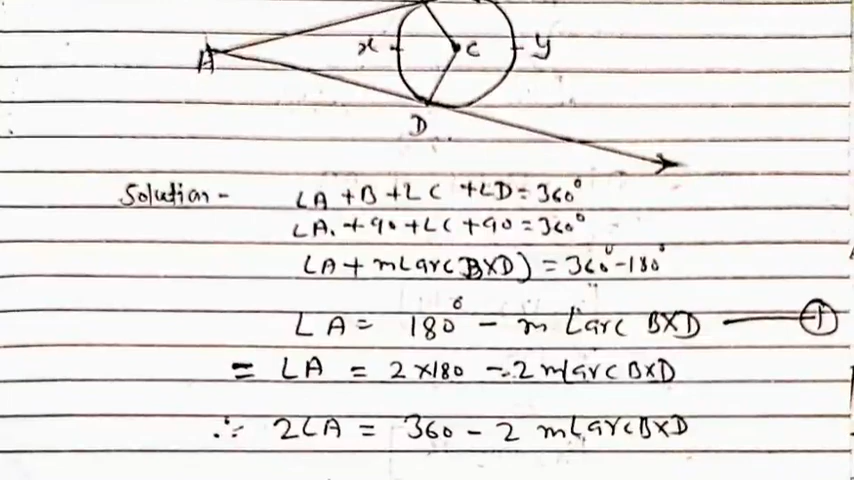 A x C y
D
Solution - ∠A + B + ∠C + ∠D = 360°
∠A. + 90 + ∠C + 90 = 360°
∠A + m∠arc BXD) = 360° - 180°
∠A = 180° - m ∠arc BXD ——— ①
= ∠A = 2 x 180 - 2 m∠arc BXD
∴ 2∠A = 360 - 2 m∠arc BXD